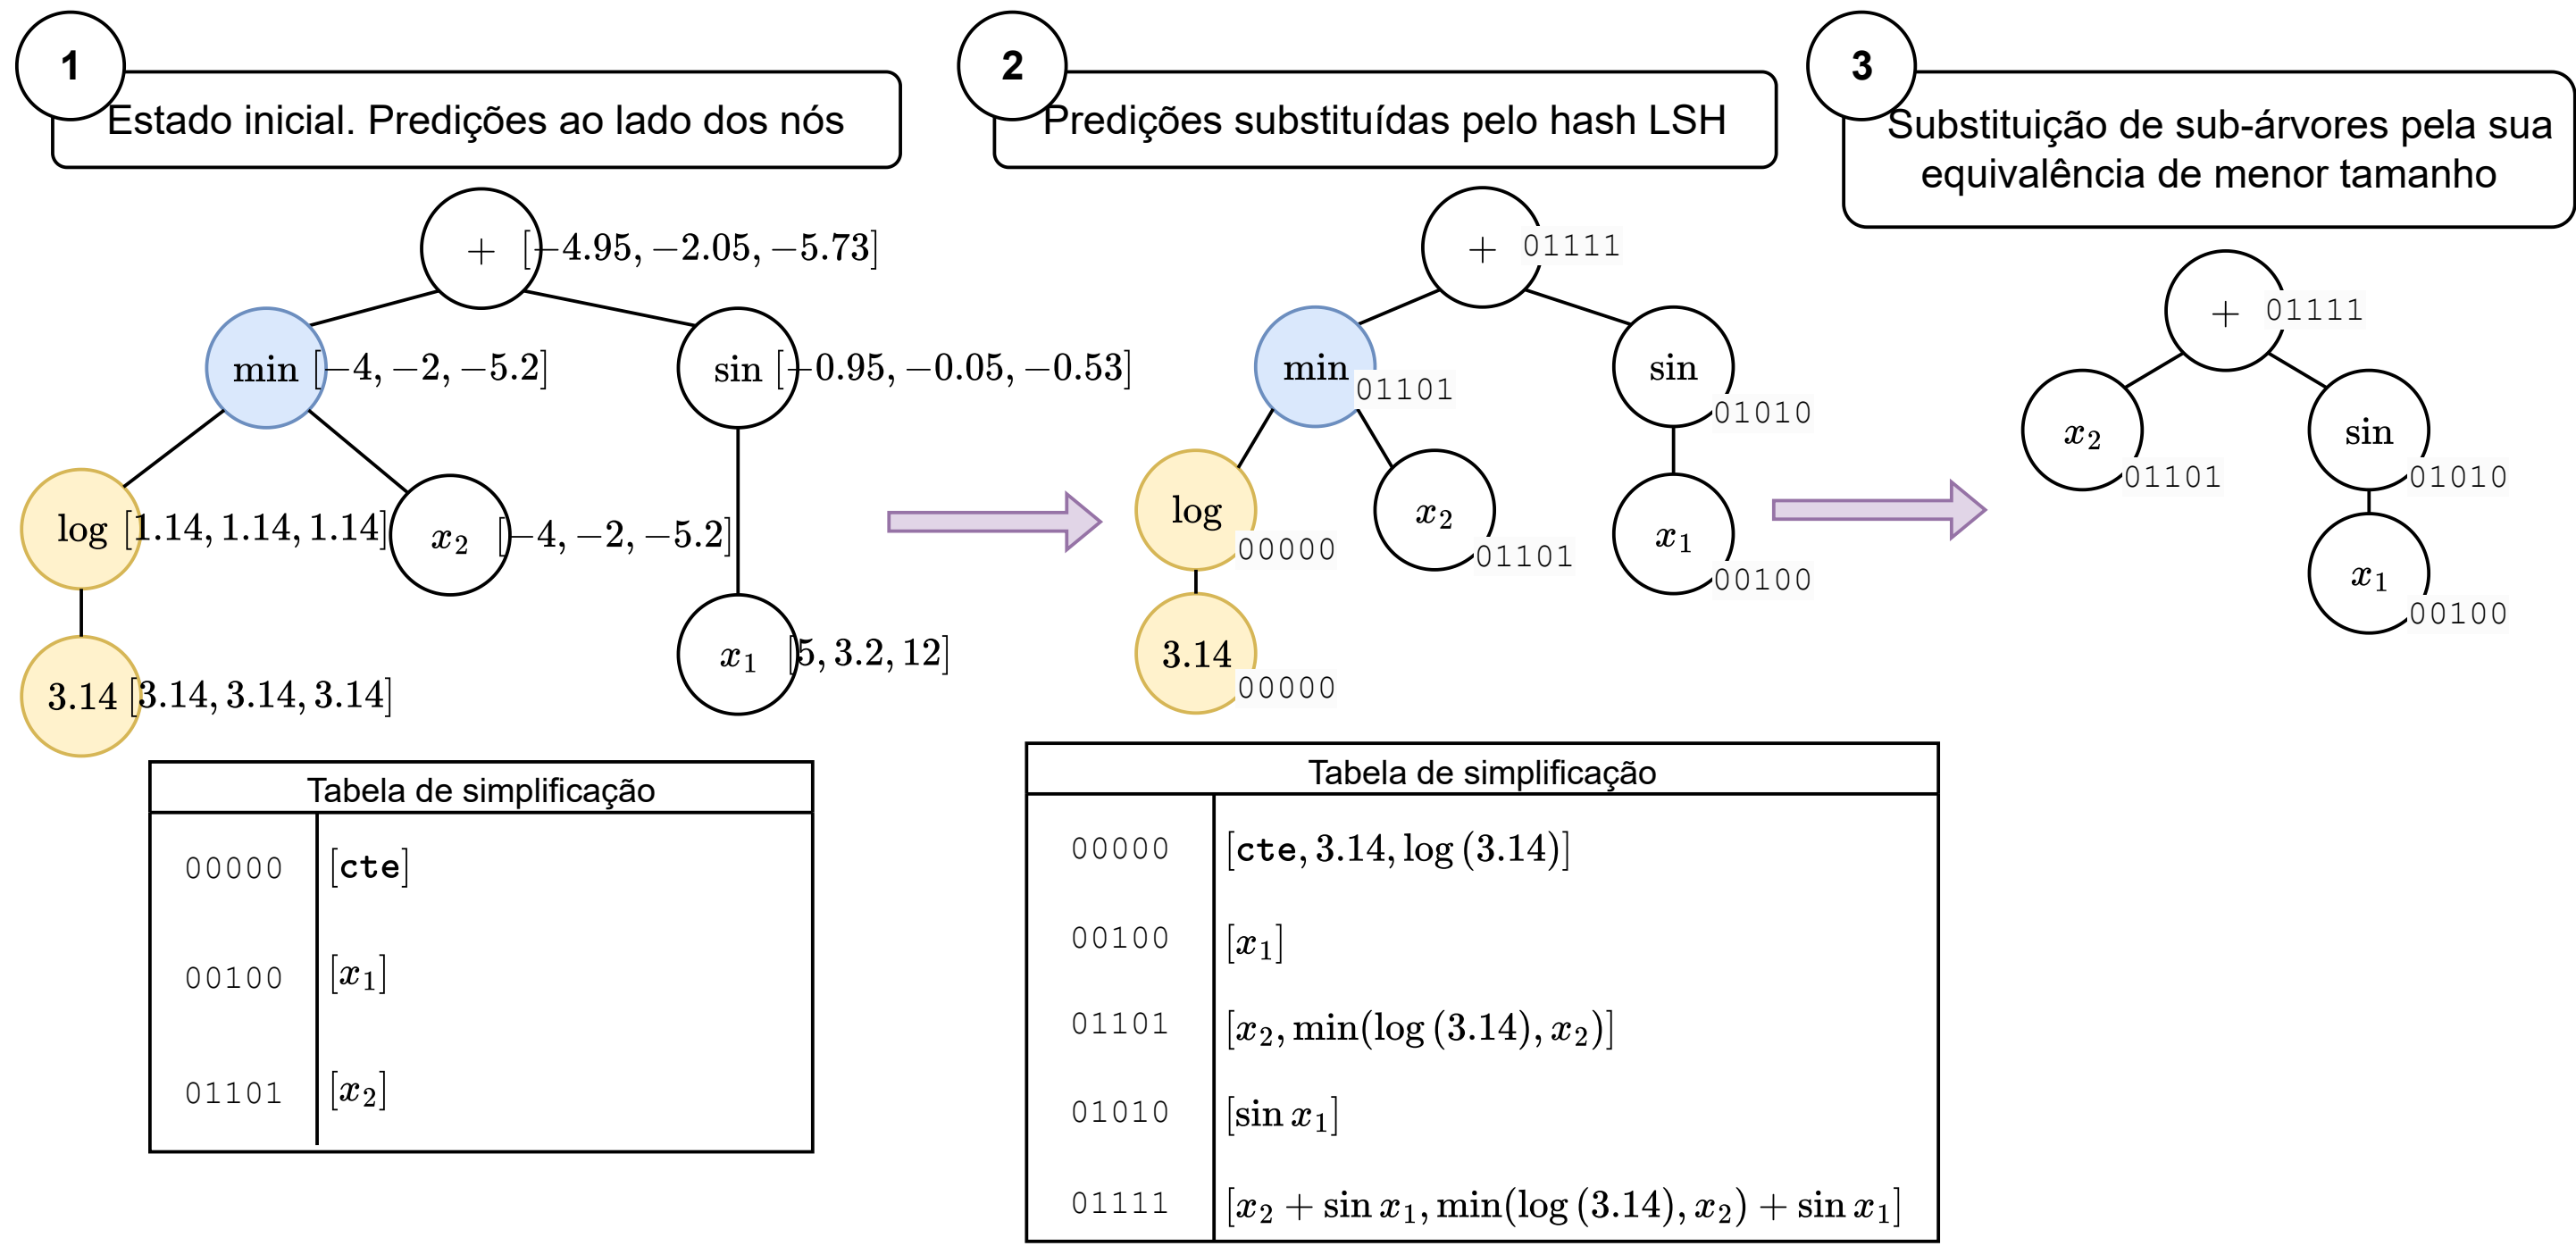 1
Estado inicial. Predições ao lado dos nós
+ [−4.95, −2.05, −5.73]
min [−4, −2, −5.2]
sin [−0.95, −0.05, −0.53]
log [1.14, 1.14, 1.14]
x₂ [−4, −2, −5.2]
x₁ [5, 3.2, 12]
3.14 [3.14, 3.14, 3.14]
Tabela de simplificação
00000 [cte]
00100 [x₁]
01101 [x₂]
2
Predições substituídas pelo hash LSH
+ 01111
min 01101
sin 01010
log 00000
x₂ 01101
x₁ 00100
3.14 00000
Tabela de simplificação
00000 [cte, 3.14, log (3.14)]
00100 [x₁]
01101 [x₂, min(log (3.14), x₂)]
01010 [sin x₁]
01111 [x₂ + sin x₁, min(log (3.14), x₂) + sin x₁]
3
Substituição de sub-árvores pela sua
equivalência de menor tamanho
+ 01111
x₂ 01101
sin 01010
x₁ 00100